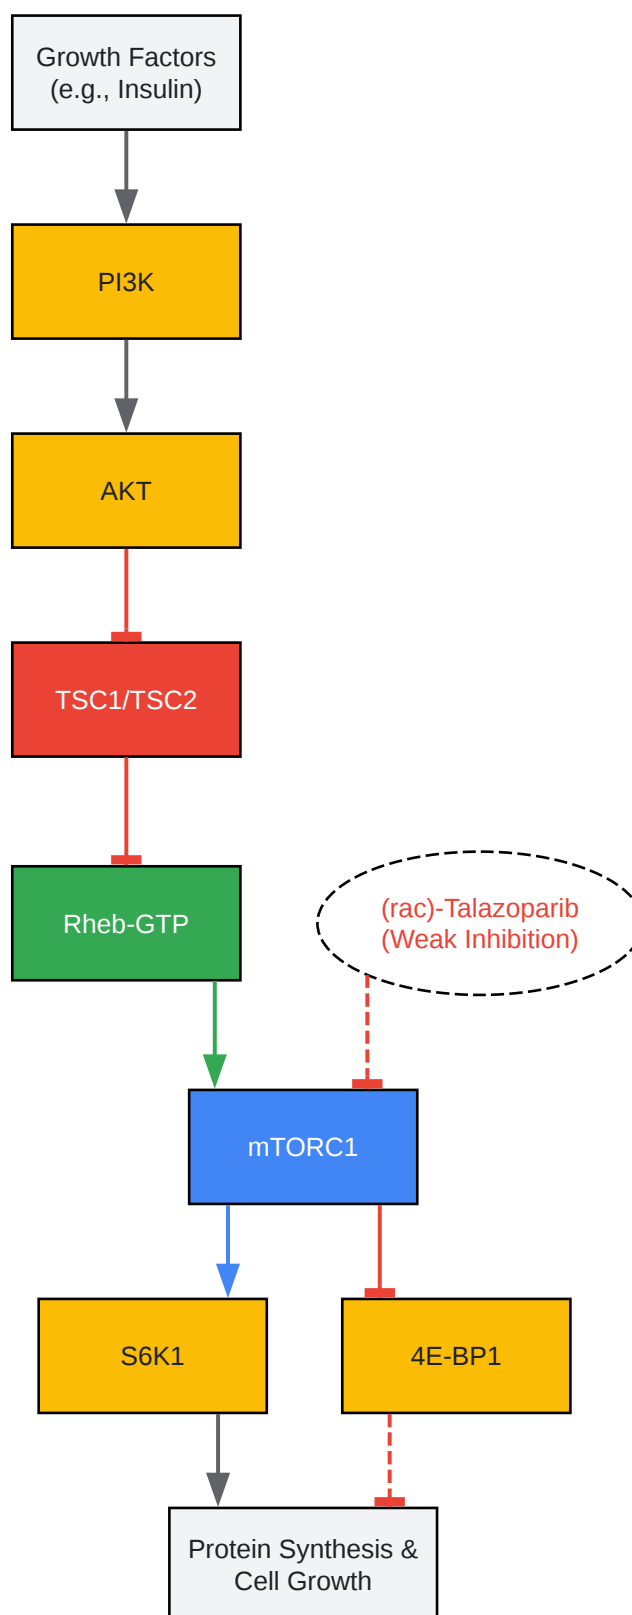 Growth Factors
(e.g., Insulin)
PI3K
AKT
TSC1/TSC2
Rheb-GTP
(rac)-Talazoparib
(Weak Inhibition)
mTORC1
S6K1
4E-BP1
Protein Synthesis &
Cell Growth